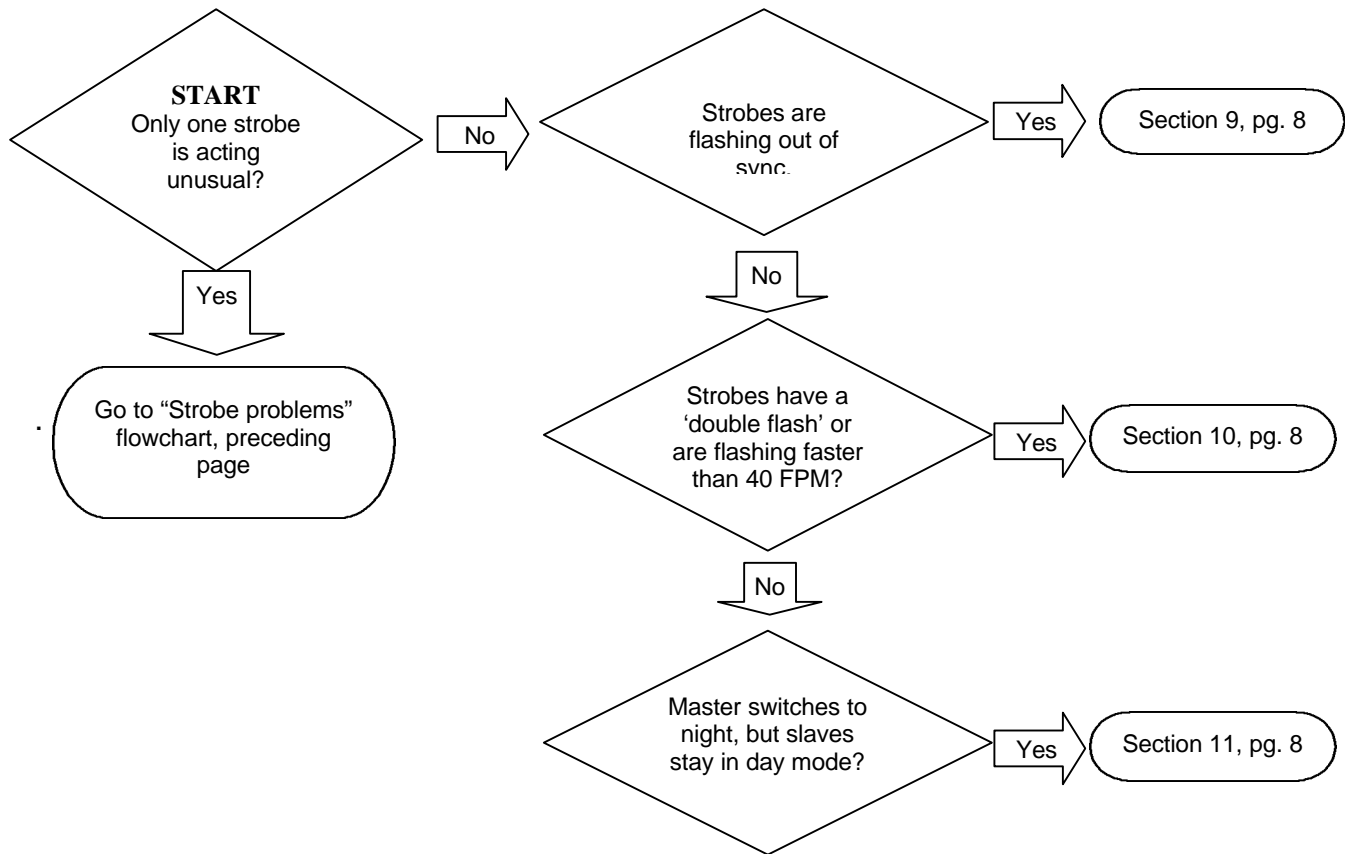 START
Only one strobe
is acting
unusual?
No
Strobes are
flashing out of
sync.
Yes
Section 9, pg. 8
Yes
No
Go to “Strobe problems”
flowchart, preceding
page
.
Strobes have a
‘double flash’ or
are flashing faster
than 40 FPM?
Yes
Section 10, pg. 8
No
Master switches to
night, but slaves
stay in day mode?
Yes
Section 11, pg. 8